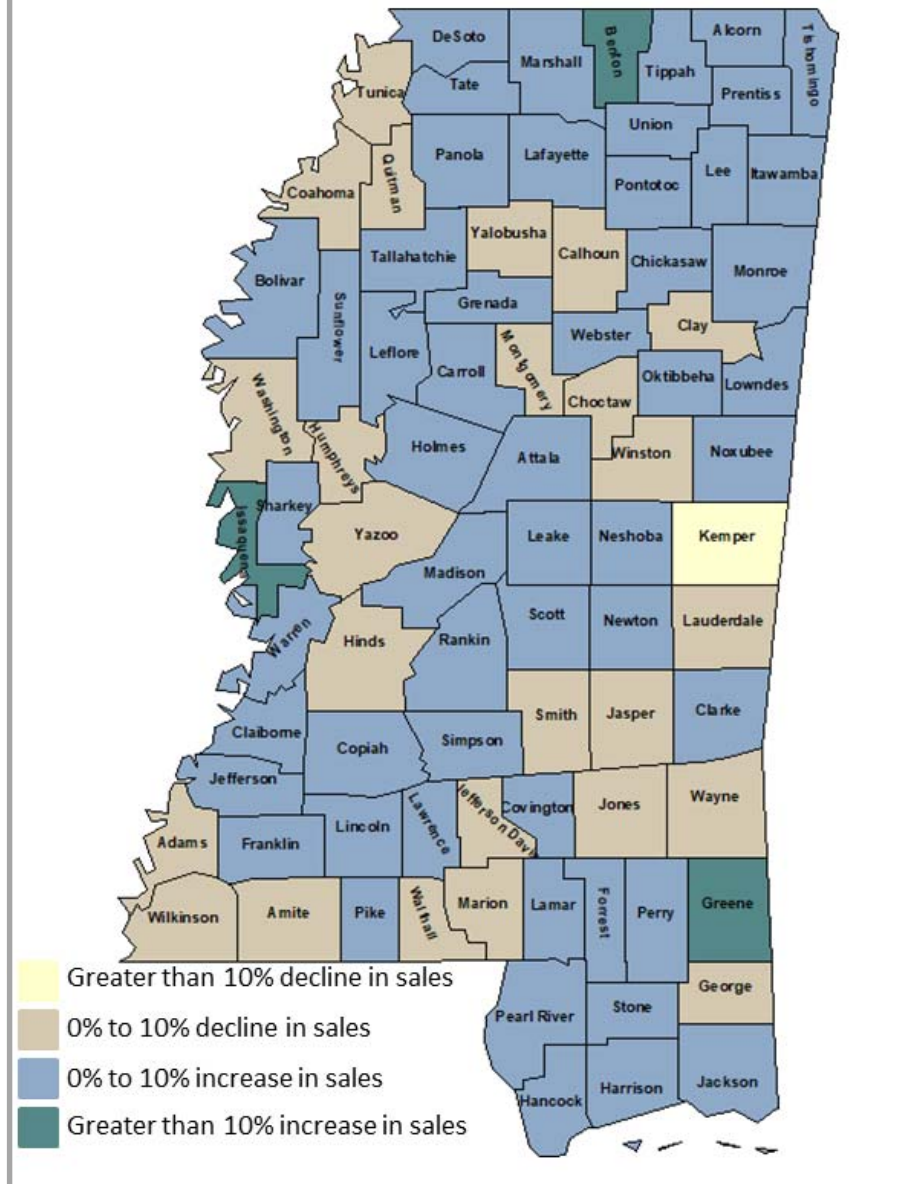 DeSoto
Marshall
Benton
Tippah
Alcorn
Tishomingo
Tunica
Tate
Prentiss
Union
Panola
Lafayette
Quitman
Coahoma
Pontotoc
Lee
Itawamba
Yalobusha
Tallahatchie
Calhoun
Chickasaw
Monroe
Bolivar
Sunflower
Grenada
Leflore
Carroll
Montgomery
Webster
Clay
Choctaw
Oktibbeha
Lowndes
Washington
Humphreys
Holmes
Attala
Winston
Noxubee
Sharkey
Issaquena
Yazoo
Leake
Neshoba
Kemper
Madison
Scott
Newton
Lauderdale
Warren
Hinds
Rankin
Smith
Jasper
Clarke
Claiborne
Copiah
Simpson
Jefferson
Lawrence
Jefferson Davi
Covington
Jones
Wayne
Adams
Franklin
Lincoln
Wilkinson
Amite
Pike
Walthall
Marion
Lamar
Forrest
Perry
Greene
George
Pearl River
Stone
Hancock
Harrison
Jackson
Greater than 10% decline in sales
0% to 10% decline in sales
0% to 10% increase in sales
Greater than 10% increase in sales